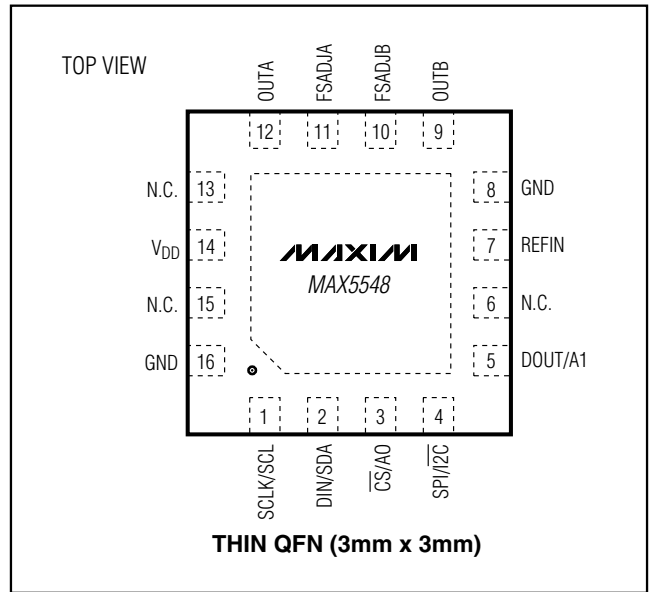 TOP VIEW
OUTA
FSADJA
FSADJB
OUTB
12
11
10
9
N.C. 13
8 GND
V_DD 14
MAXIM
7 REFIN
MAX5548
N.C. 15
6 N.C.
GND 16
5 DOUT/A1
1
2
3
4
SCLK/SCL
DIN/SDA
C̅S̅/A0
SPI/I̅2̅C̅
THIN QFN (3mm x 3mm)